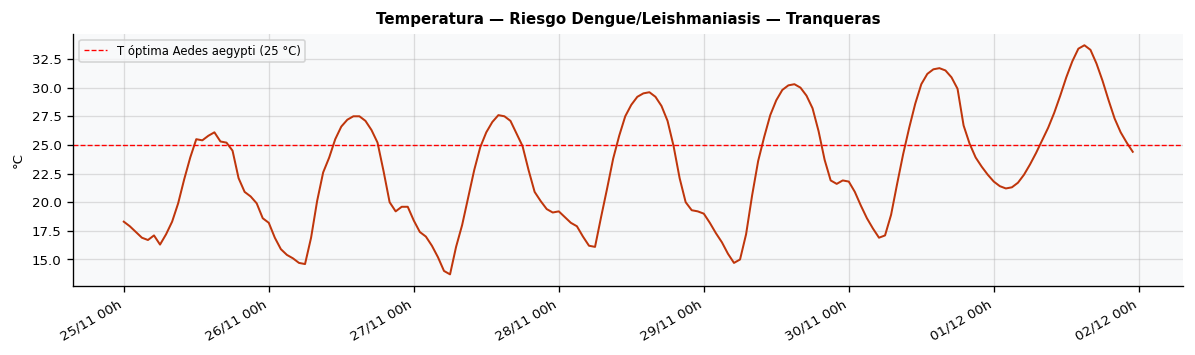 Temperatura — Riesgo Dengue/Leishmaniasis — Tranqueras
T óptima Aedes aegypti (25 °C)
°C
32.5
30.0
27.5
25.0
22.5
20.0
17.5
15.0
25/11 00h
26/11 00h
27/11 00h
28/11 00h
29/11 00h
30/11 00h
01/12 00h
02/12 00h